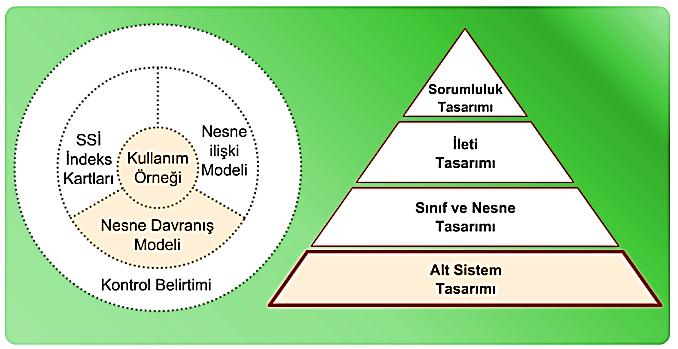 SSİ
İndeks
Kartları
Nesne
ilişki
Modeli
Kullanım
Örneği
Nesne Davranış
Modeli
Kontrol Belirtimi
Sorumluluk
Tasarımı
İleti
Tasarımı
Sınıf ve Nesne
Tasarımı
Alt Sistem
Tasarımı